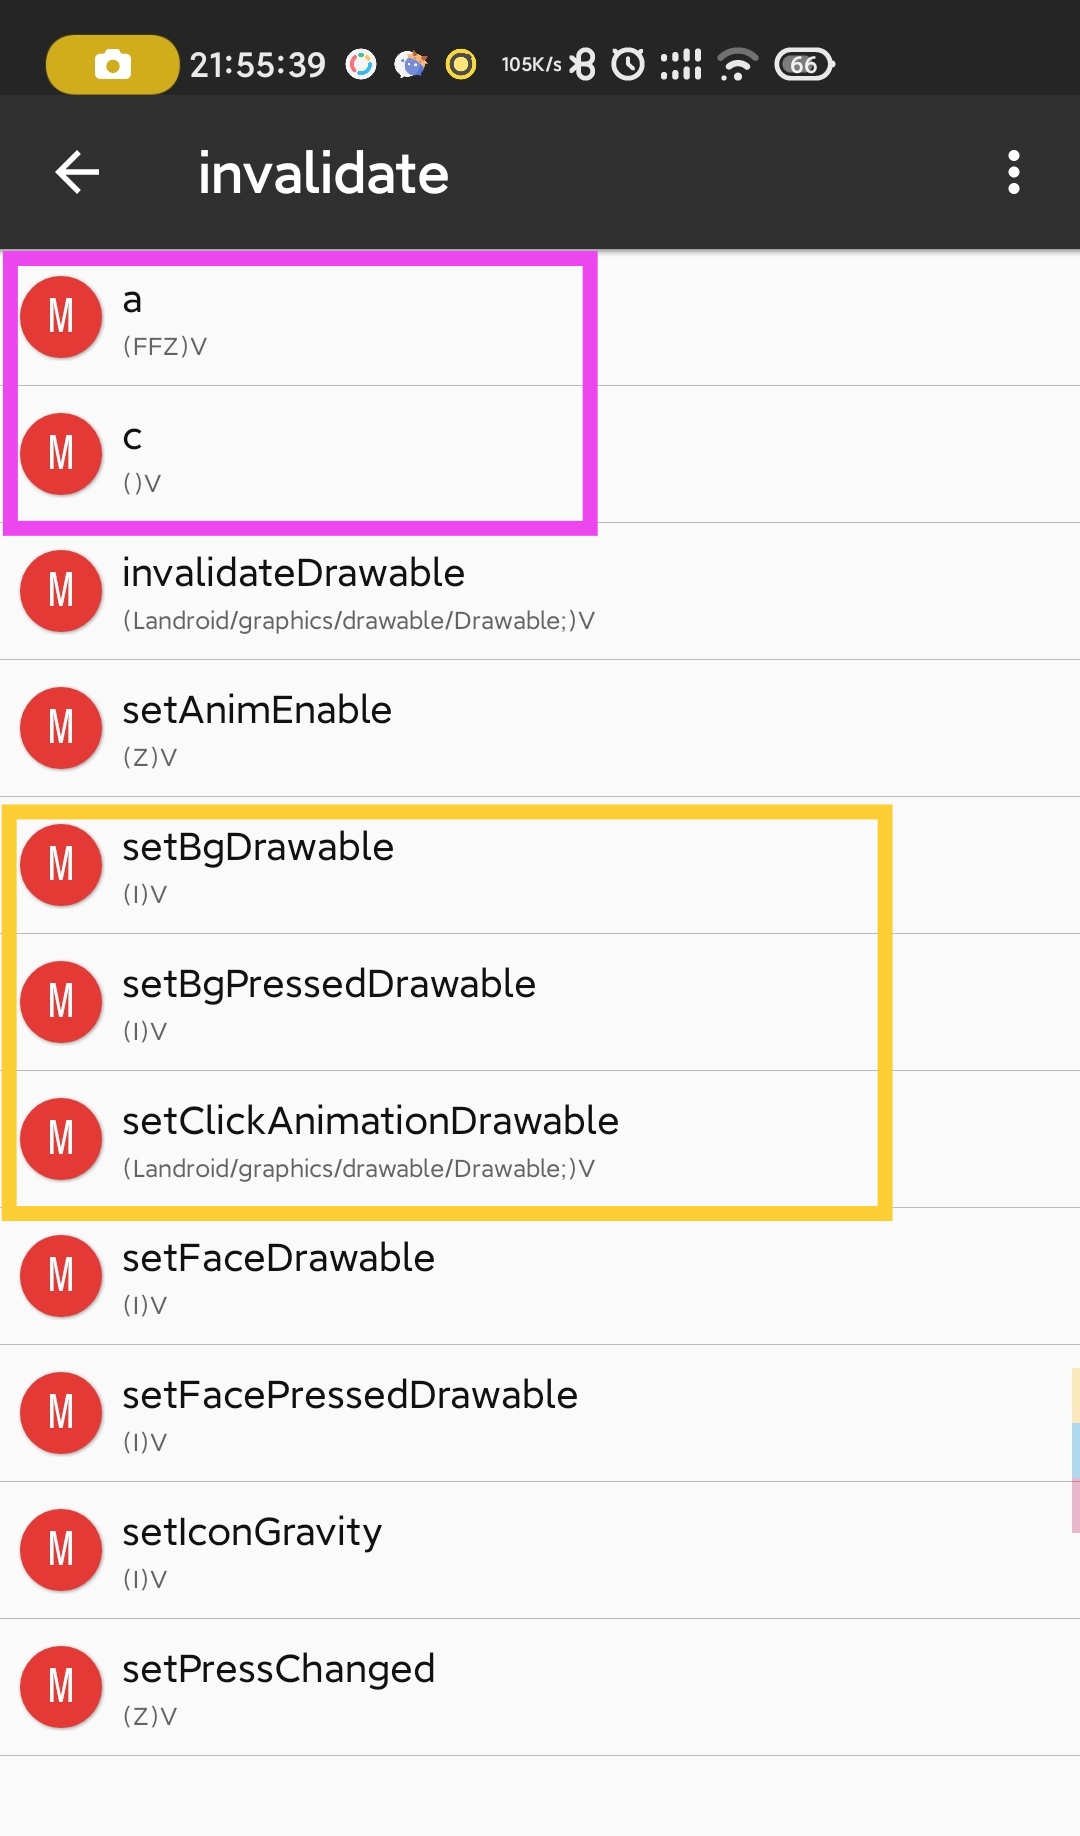 21:55:39
105K/s
66
invalidate
M
a
(FFZ)V
M
c
()V
M
invalidateDrawable
(Landroid/graphics/drawable/Drawable;)V
M
setAnimEnable
(Z)V
M
setBgDrawable
(I)V
M
setBgPressedDrawable
(I)V
M
setClickAnimationDrawable
(Landroid/graphics/drawable/Drawable;)V
M
setFaceDrawable
(I)V
M
setFacePressedDrawable
(I)V
M
setIconGravity
(I)V
M
setPressChanged
(Z)V